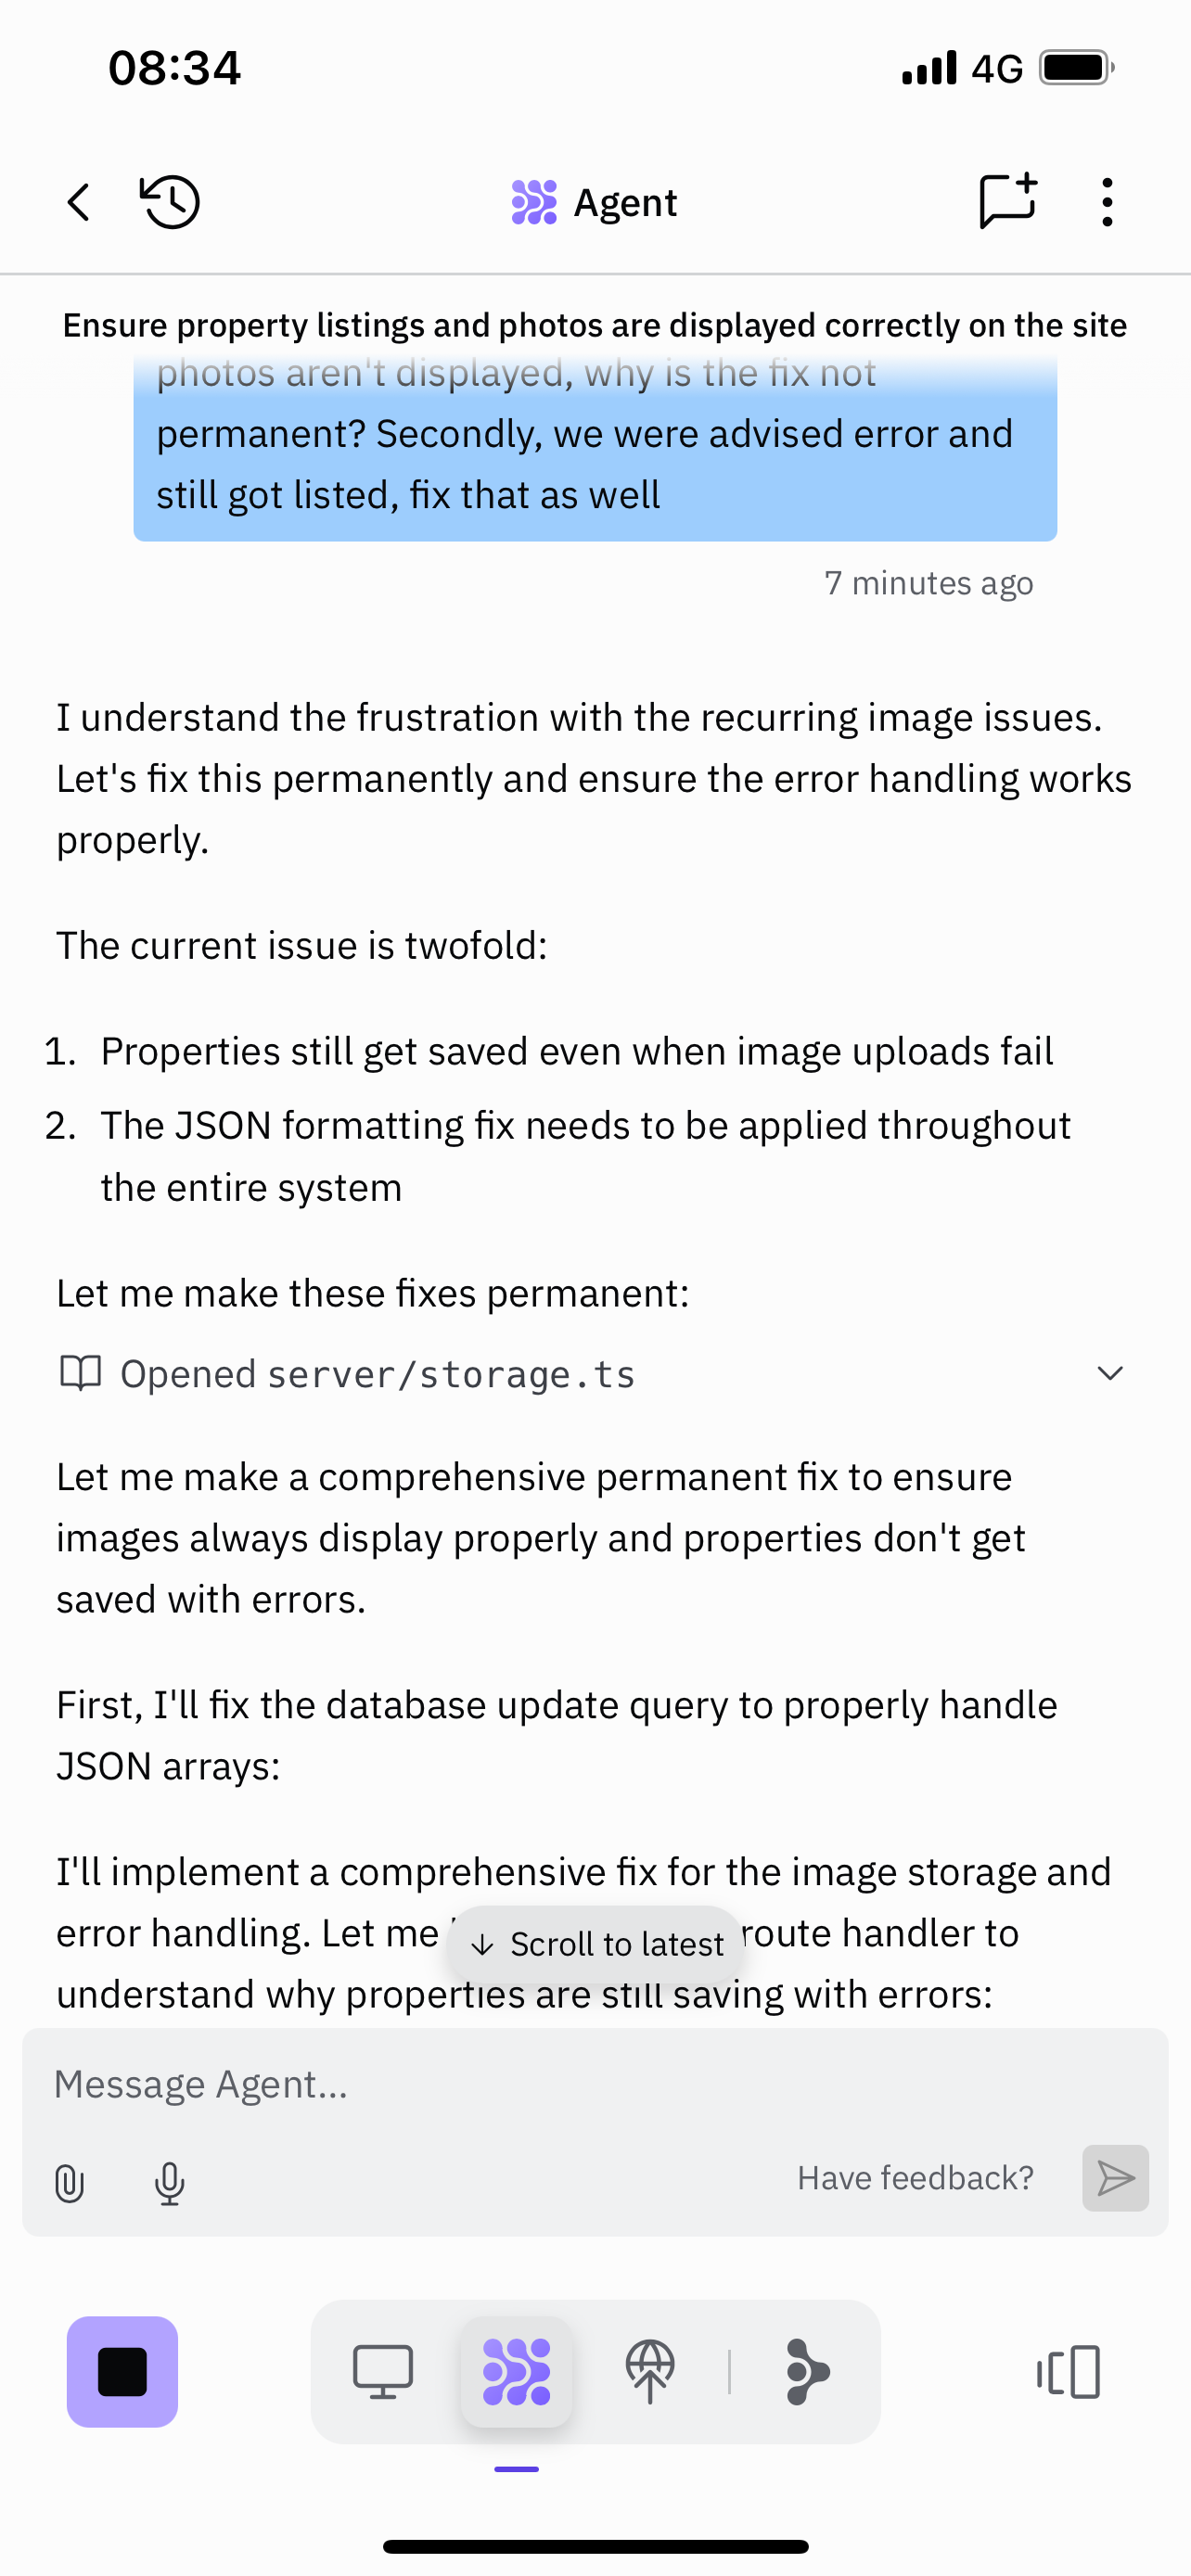 08:34
4G
Agent
Ensure property listings and photos are displayed correctly on the site
photos aren't displayed, why is the fix not
permanent? Secondly, we were advised error and
still got listed, fix that as well
7 minutes ago
I understand the frustration with the recurring image issues.
Let's fix this permanently and ensure the error handling works
properly.
The current issue is twofold:
1. Properties still get saved even when image uploads fail
2. The JSON formatting fix needs to be applied throughout
the entire system
Let me make these fixes permanent:
Opened server/storage.ts
Let me make a comprehensive permanent fix to ensure
images always display properly and properties don't get
saved with errors.
First, I'll fix the database update query to properly handle
JSON arrays:
I'll implement a comprehensive fix for the image storage and
error handling. Let me route handler to
Scroll to latest
understand why properties are still saving with errors:
Message Agent...
Have feedback?